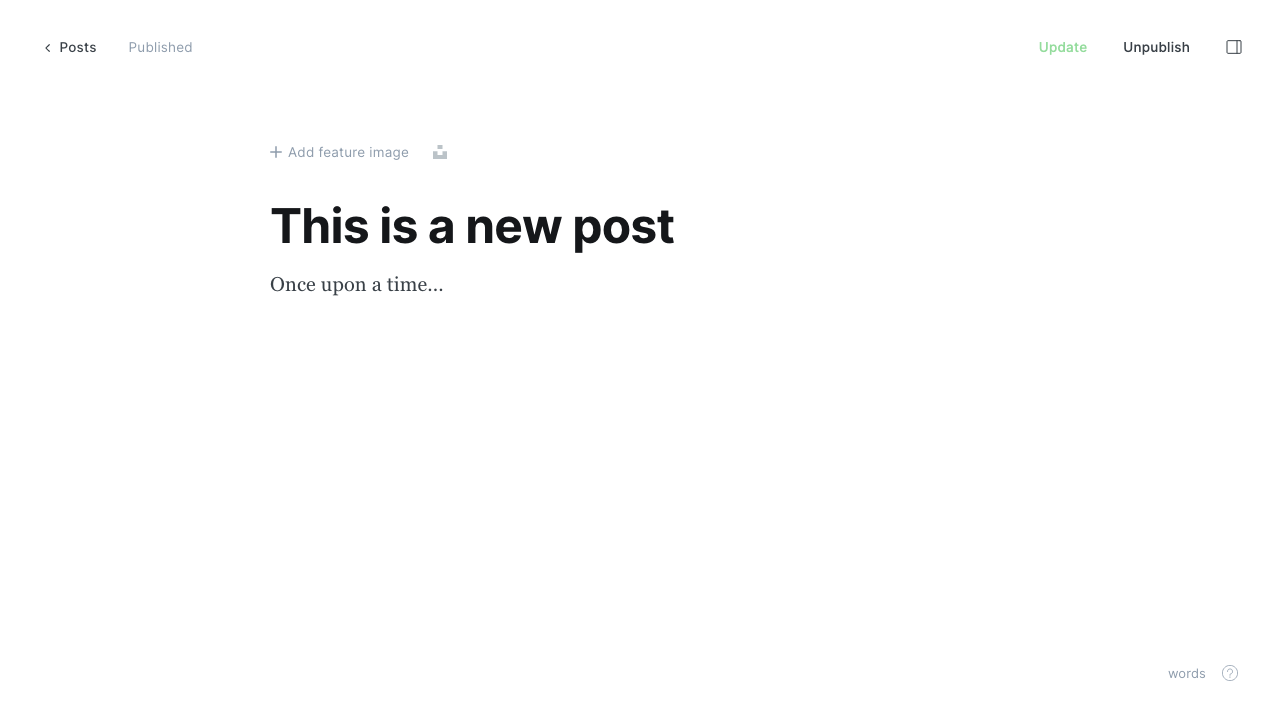 Posts
Published
Update
Unpublish
Add feature image
This is a new post
Once upon a time...
words